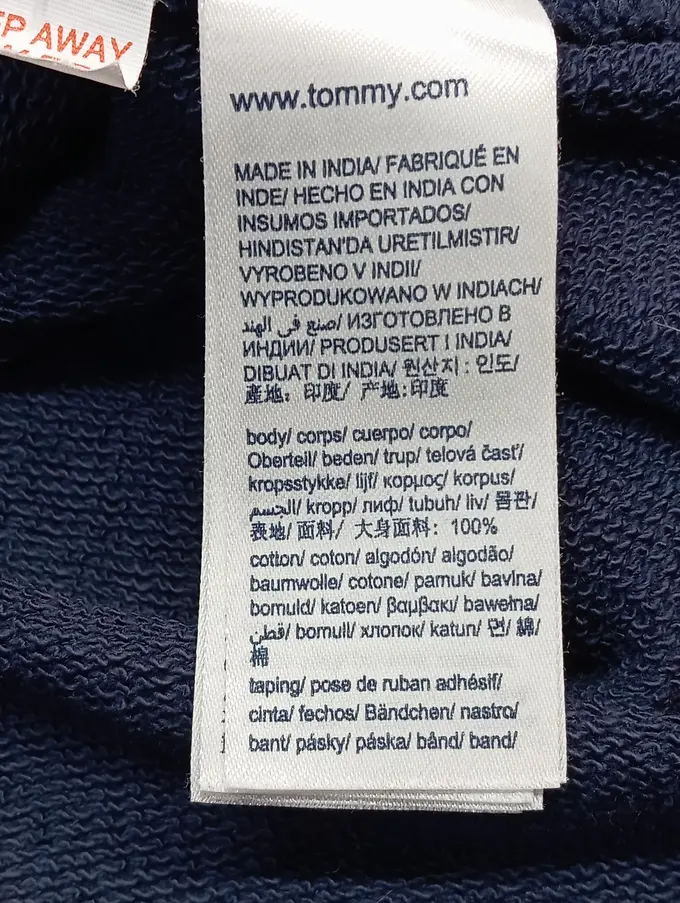 EP AWAY
www.tommy.com
MADE IN INDIA/ FABRIQUÉ EN
INDE/ HECHO EN INDIA CON
INSUMOS IMPORTADOS/
HINDISTAN'DA URETILMISTIR/
VYROBENO V INDII/
WYPRODUKOWANO W INDIACH/
صنع في الهند/ ИЗГОТОВЛЕНО В
ИНДИИ/ PRODUSERT I INDIA/
DIBUAT DI INDIA/ 원산지 : 인도/
產地: 印度/ 产地:印度
body/ corps/ cuerpo/ corpo/
Oberteil/ beden/ trup/ telová časť/
kropsstykke/ lijf/ κορμος/ korpus/
الجسم/ kropp/ лиф/ tubuh/ liv/ 몸판/
表地/ 面料/ 大身面料: 100%
cotton/ coton/ algodón/ algodão/
baumwolle/ cotone/ pamuk/ bavlna/
bomuld/ katoen/ βαμβακι/ bawełna/
قطن/ bomull/ хлопок/ katun/ 면/ 綿/
棉
taping/ pose de ruban adhésif/
cinta/ fechos/ Bändchen/ nastro/
bant/ pásky/ páska/ bånd/ band/